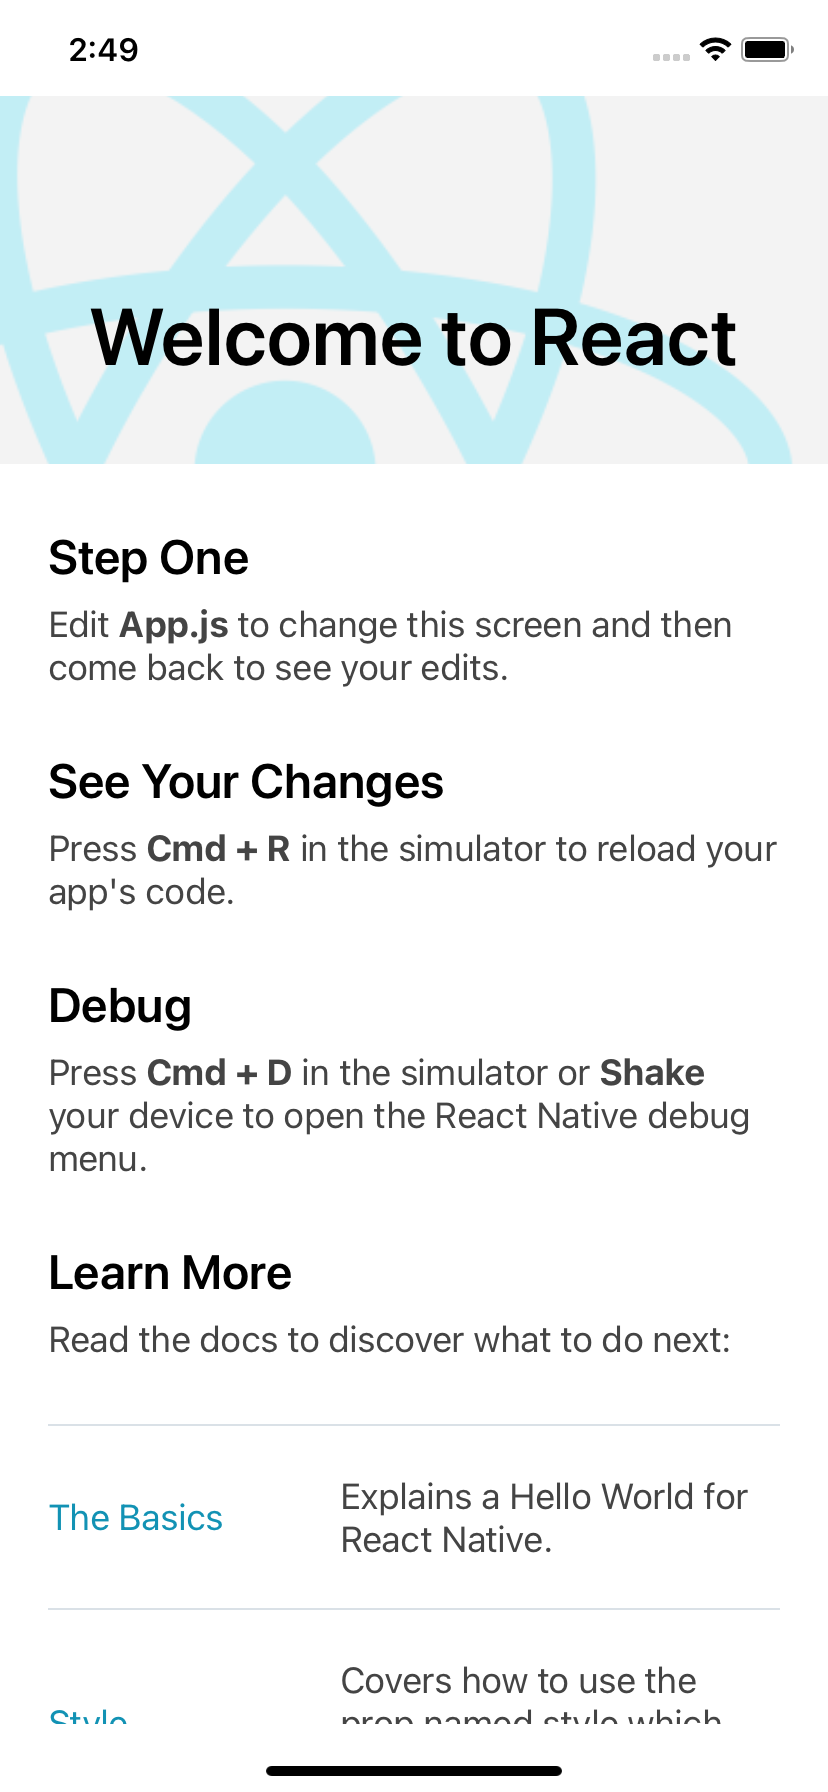 2:49
Welcome to React
Step One
Edit App.js to change this screen and then
come back to see your edits.
See Your Changes
Press Cmd + R in the simulator to reload your
app's code.
Debug
Press Cmd + D in the simulator or Shake
your device to open the React Native debug
menu.
Learn More
Read the docs to discover what to do next:
The Basics
Explains a Hello World for
React Native.
Style
Covers how to use the
prop named style which